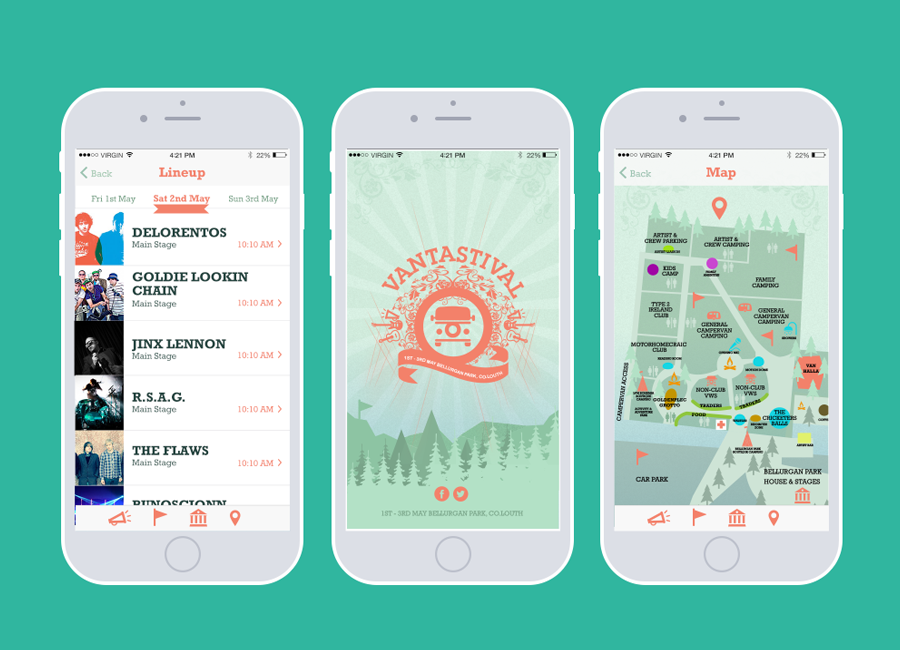 VIRGIN 4:21 PM 22%
Back Lineup
Fri 1st May Sat 2nd May Sun 3rd May
DELORENTOS
Main Stage 10:10 AM
GOLDIE LOOKIN
CHAIN
Main Stage 10:10 AM
JINX LENNON
Main Stage 10:10 AM
R.S.A.G.
Main Stage 10:10 AM
THE FLAWS
Main Stage 10:10 AM
VIRGIN 4:21 PM 22%
VANTASTIVAL
1ST - 3RD MAY BELLURGAN PARK, CO.LOUTH
1ST - 3RD MAY BELLURGAN PARK, CO.LOUTH
VIRGIN 4:21 PM 22%
Back Map
ARTIST &
CREW PARKING
ARTIST &
CREW CAMPING
KIDS
CAMP
FAMILY
CAMPING
TYPE 2
IRELAND
CLUB
GENERAL
CAMPERVAN
CAMPING
GENERAL
CAMPERVAN
CAMPING
MOTORHOMECRAIC
CLUB
CAMPERVAN ACCESS
VAN
HALLA
NON-CLUB
VWS
NON-CLUB
VWS
GOLDENPLEC
GROTTO
TRADERS
TRADERS
FOOD
THE
CRICKETERS
BALLS
CAR PARK
BELLURGAN PARK
HOUSE & STAGES